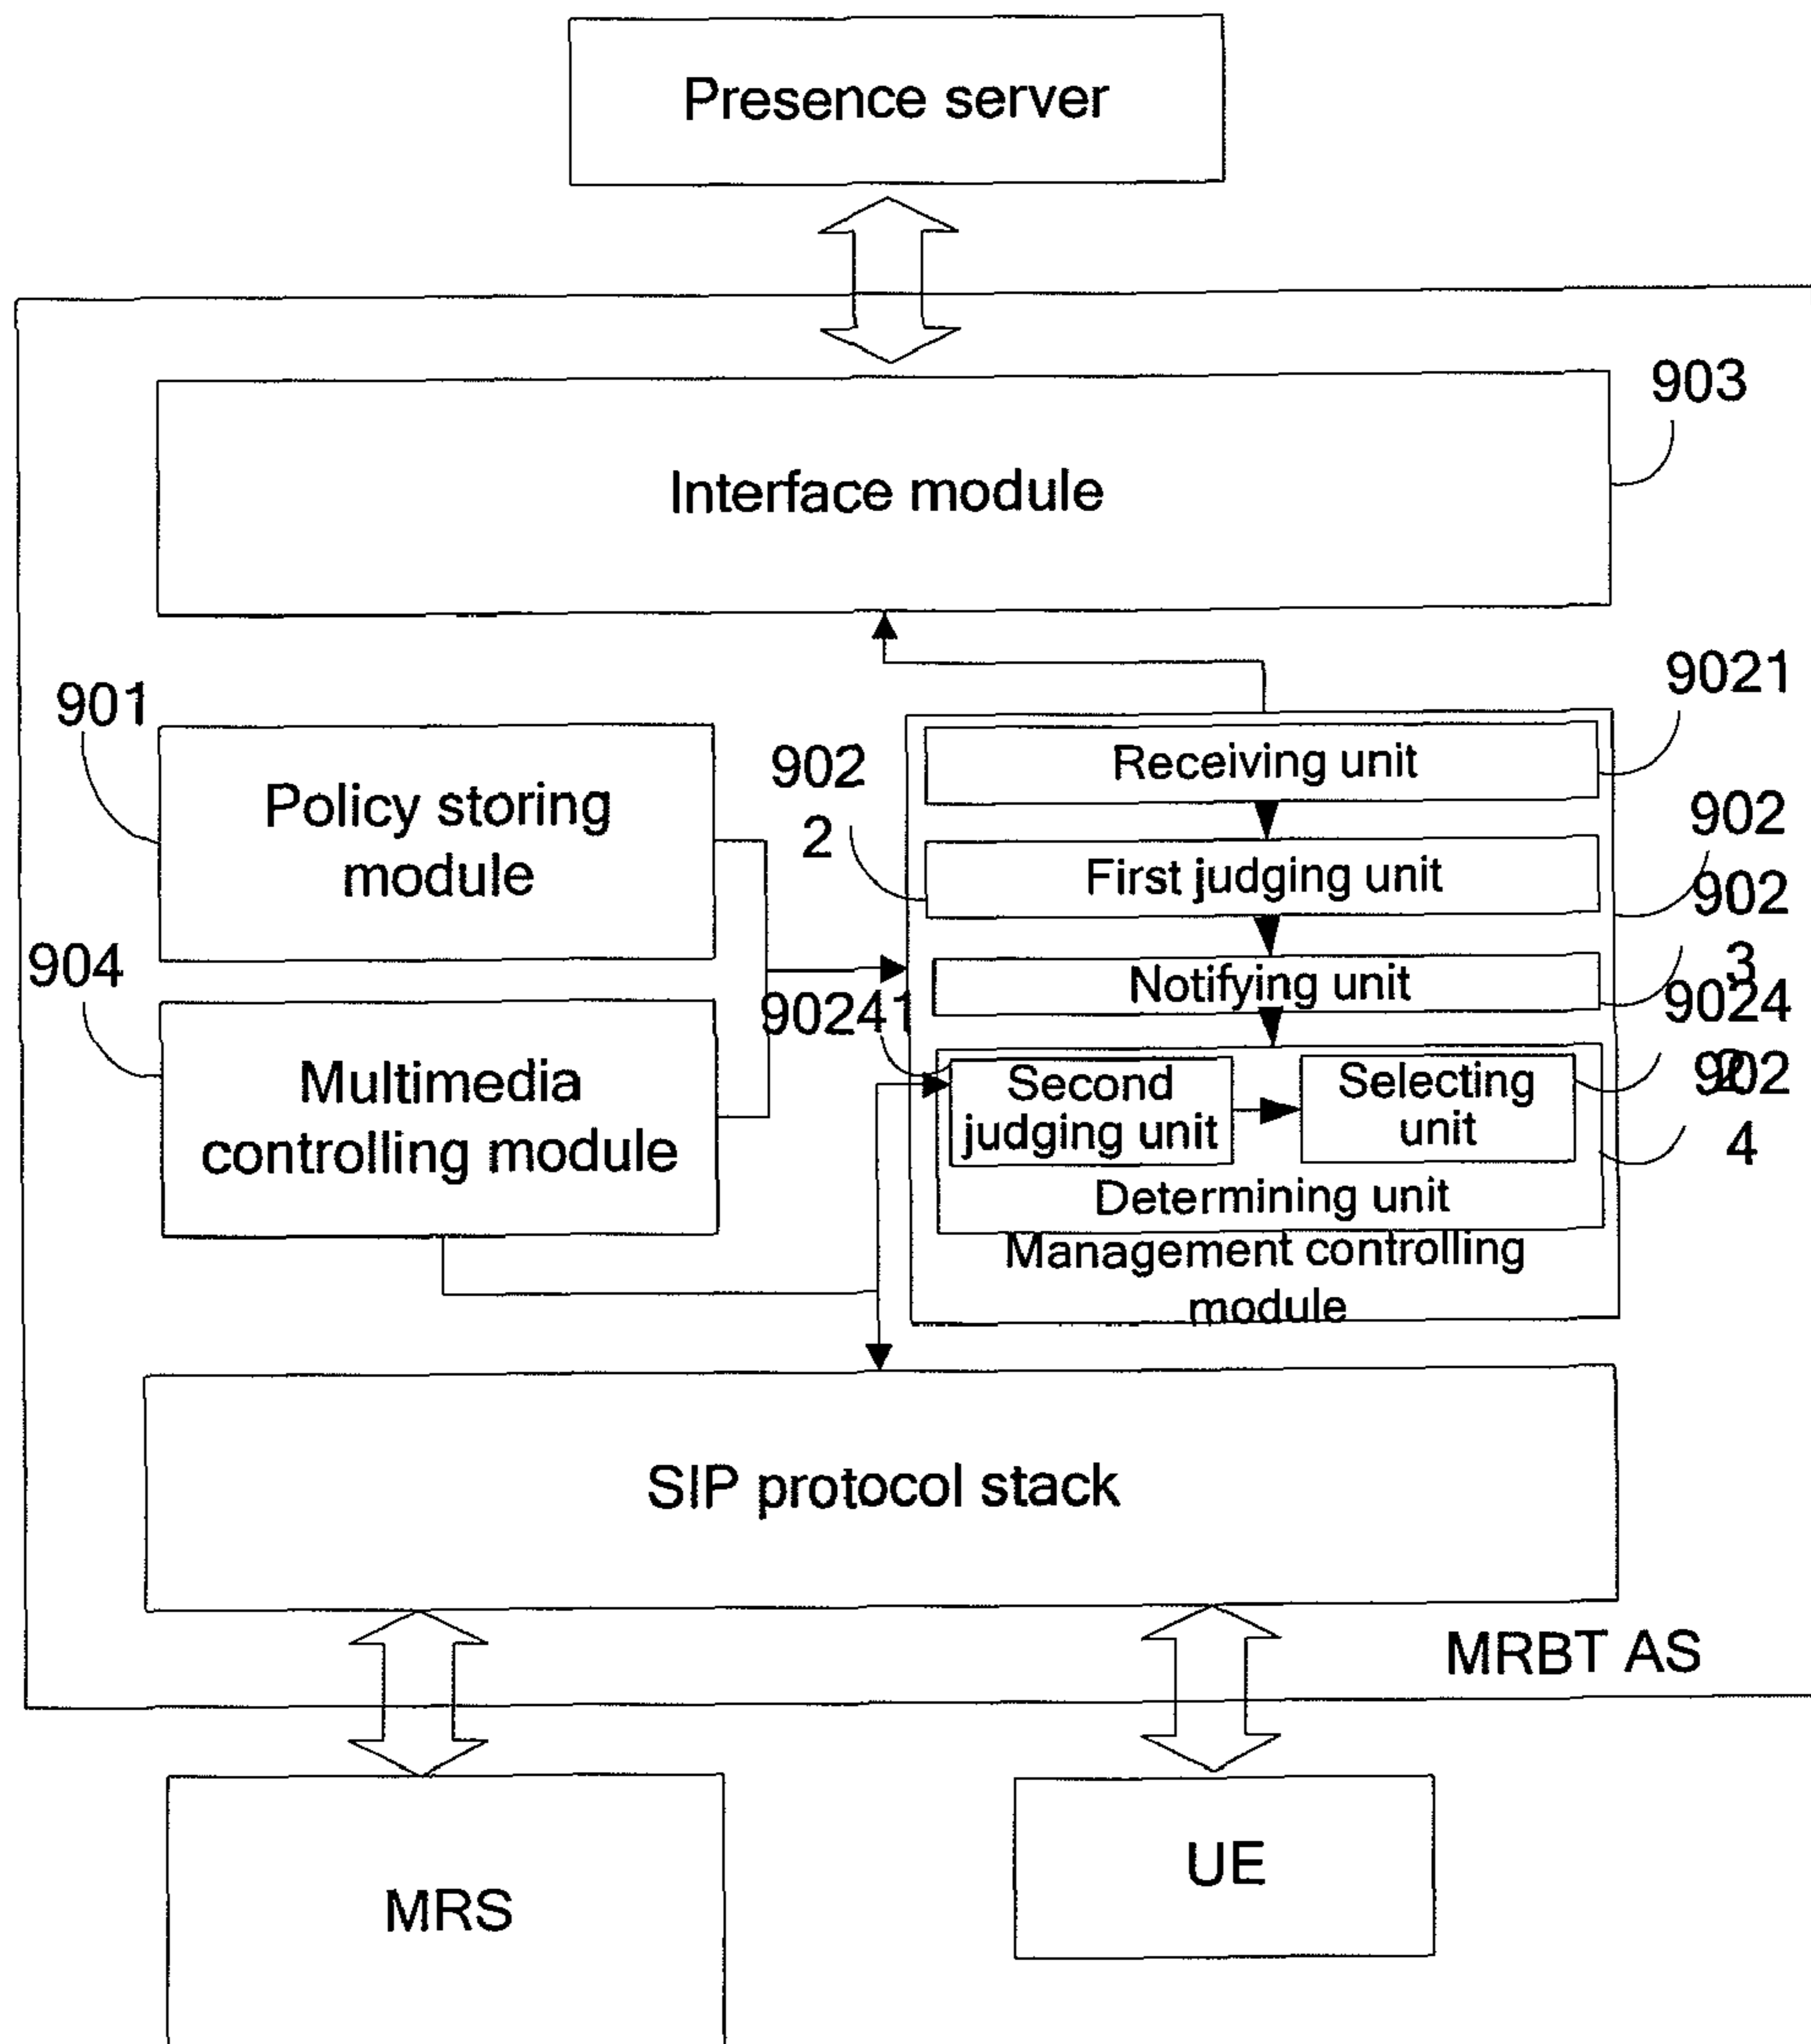 Presence server
903
Interface module
9021
901
Receiving unit
902
2
902
Policy storing
module
First judging unit
902
3
904
Notifying unit
90241
9024
2
902
4
Multimedia
controlling module
Second
judging unit
Selecting
unit
Determining unit
Management controlling
module
SIP protocol stack
MRBT AS
MRS
UE